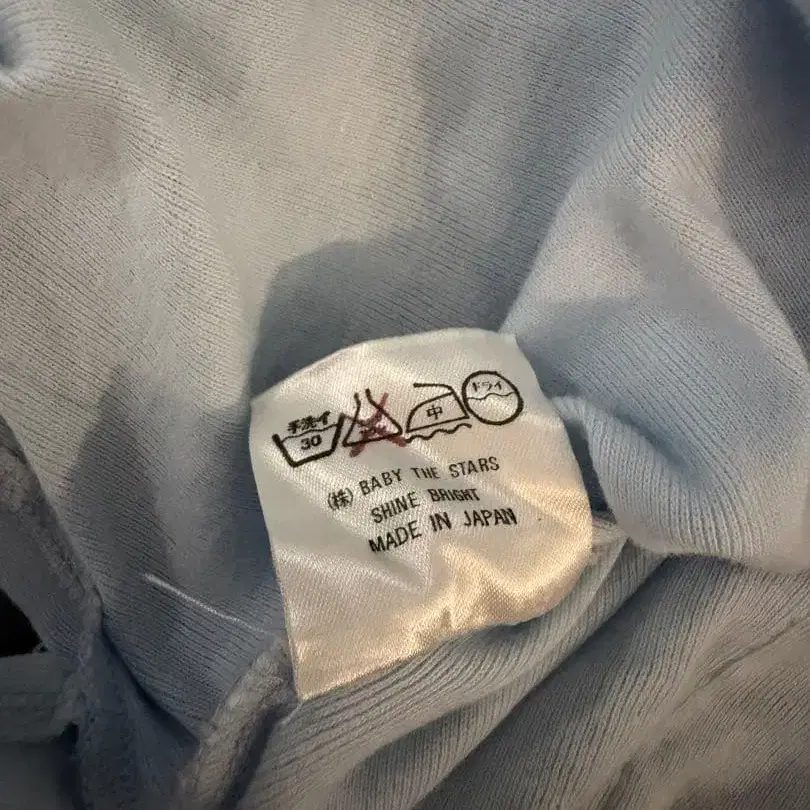 手洗イ
30
中
ドライ
(株) BABY THE STARS
SHINE BRIGHT
MADE IN JAPAN